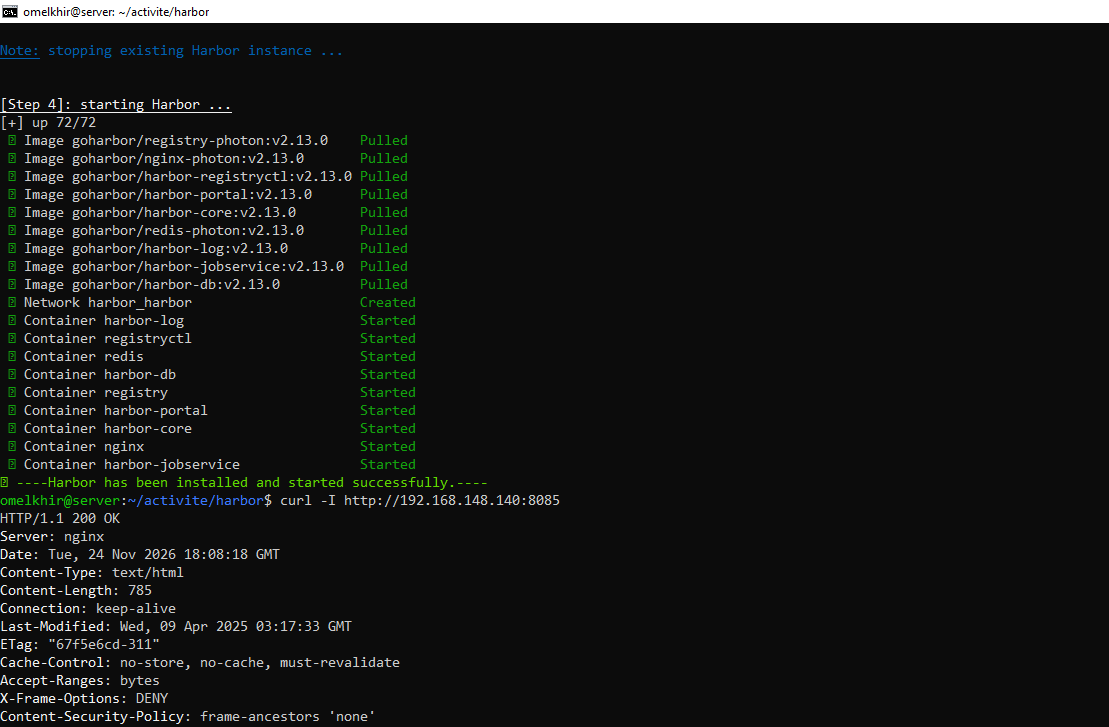 omelkhir@server: ~/activite/harbor
Note: stopping existing Harbor instance ...
[Step 4]: starting Harbor ...
[+] up 72/72
Image goharbor/registry-photon:v2.13.0 Pulled
Image goharbor/nginx-photon:v2.13.0 Pulled
Image goharbor/harbor-registryctl:v2.13.0 Pulled
Image goharbor/harbor-portal:v2.13.0 Pulled
Image goharbor/harbor-core:v2.13.0 Pulled
Image goharbor/redis-photon:v2.13.0 Pulled
Image goharbor/harbor-log:v2.13.0 Pulled
Image goharbor/harbor-jobservice:v2.13.0 Pulled
Image goharbor/harbor-db:v2.13.0 Pulled
Network harbor_harbor Created
Container harbor-log Started
Container registryctl Started
Container redis Started
Container harbor-db Started
Container registry Started
Container harbor-portal Started
Container harbor-core Started
Container nginx Started
Container harbor-jobservice Started
----Harbor has been installed and started successfully.----
omelkhir@server:~/activite/harbor$ curl -I http://192.168.148.140:8085
HTTP/1.1 200 OK
Server: nginx
Date: Tue, 24 Nov 2026 18:08:18 GMT
Content-Type: text/html
Content-Length: 785
Connection: keep-alive
Last-Modified: Wed, 09 Apr 2025 03:17:33 GMT
ETag: "67f5e6cd-311"
Cache-Control: no-store, no-cache, must-revalidate
Accept-Ranges: bytes
X-Frame-Options: DENY
Content-Security-Policy: frame-ancestors 'none'